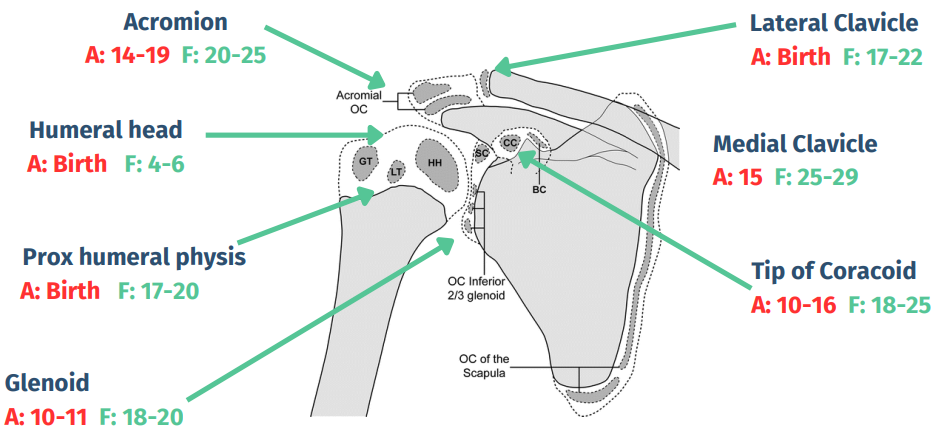 Acromion
A: 14-19 F: 20-25
Lateral Clavicle
A: Birth F: 17-22
Acromial
OC
Humeral head
A: Birth F: 4-6
GT
LT
HH
SC
CC
BC
Medial Clavicle
A: 15 F: 25-29
Prox humeral physis
A: Birth F: 17-20
OC Inferior
2/3 glenoid
Tip of Coracoid
A: 10-16 F: 18-25
OC of the
Scapula
Glenoid
A: 10-11 F: 18-20